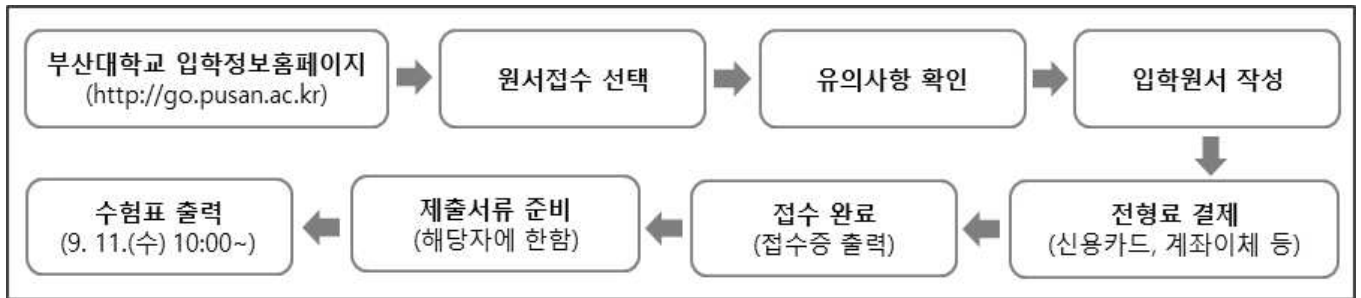 부산대학교 입학정보홈페이지
(http://go.pusan.ac.kr)
원서접수 선택
유의사항 확인
입학원서 작성
전형료 결제
(신용카드, 계좌이체 등)
접수 완료
(접수증 출력)
제출서류 준비
(해당자에 한함)
수험표 출력
(9. 11.(수) 10:00~)